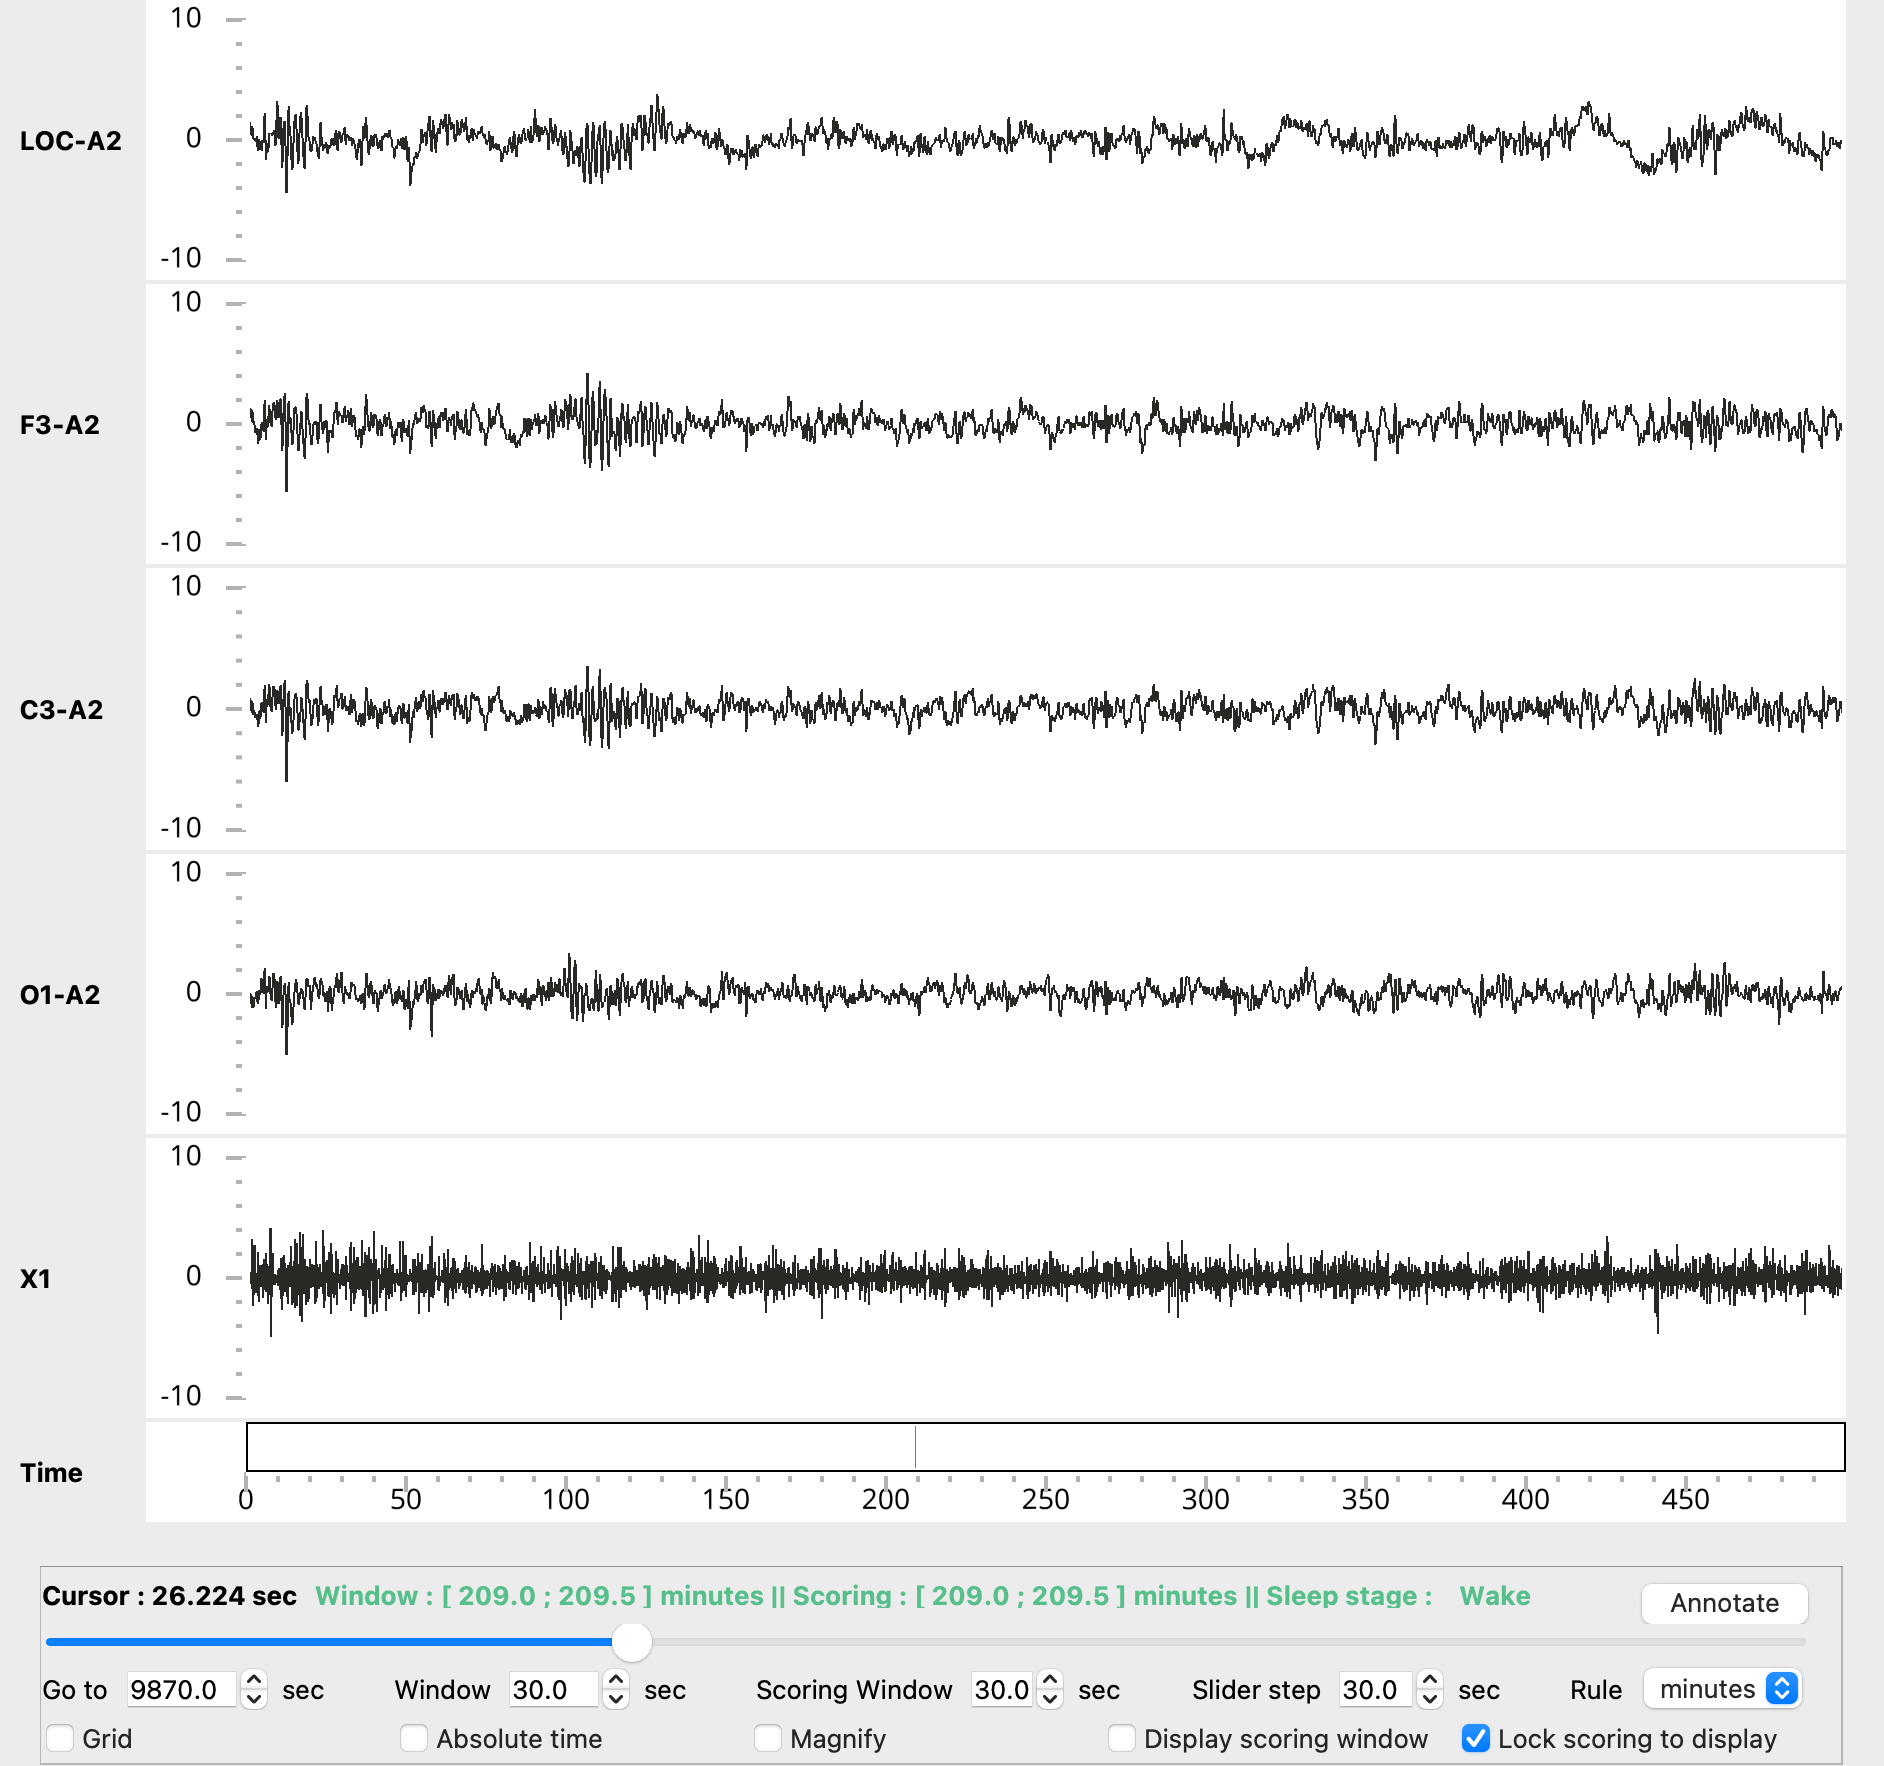 10
LOC-A2
0
-10
10
F3-A2
0
-10
10
C3-A2
0
-10
10
O1-A2
0
-10
10
X1
0
-10
Time
0 50 100 150 200 250 300 350 400 450
Cursor : 26.224 sec Window : [ 209.0 ; 209.5 ] minutes || Scoring : [ 209.0 ; 209.5 ] minutes || Sleep stage : Wake Annotate
Go to 9870.0 sec Window 30.0 sec Scoring Window 30.0 sec Slider step 30.0 sec Rule minutes
Grid Absolute time Magnify Display scoring window Lock scoring to display